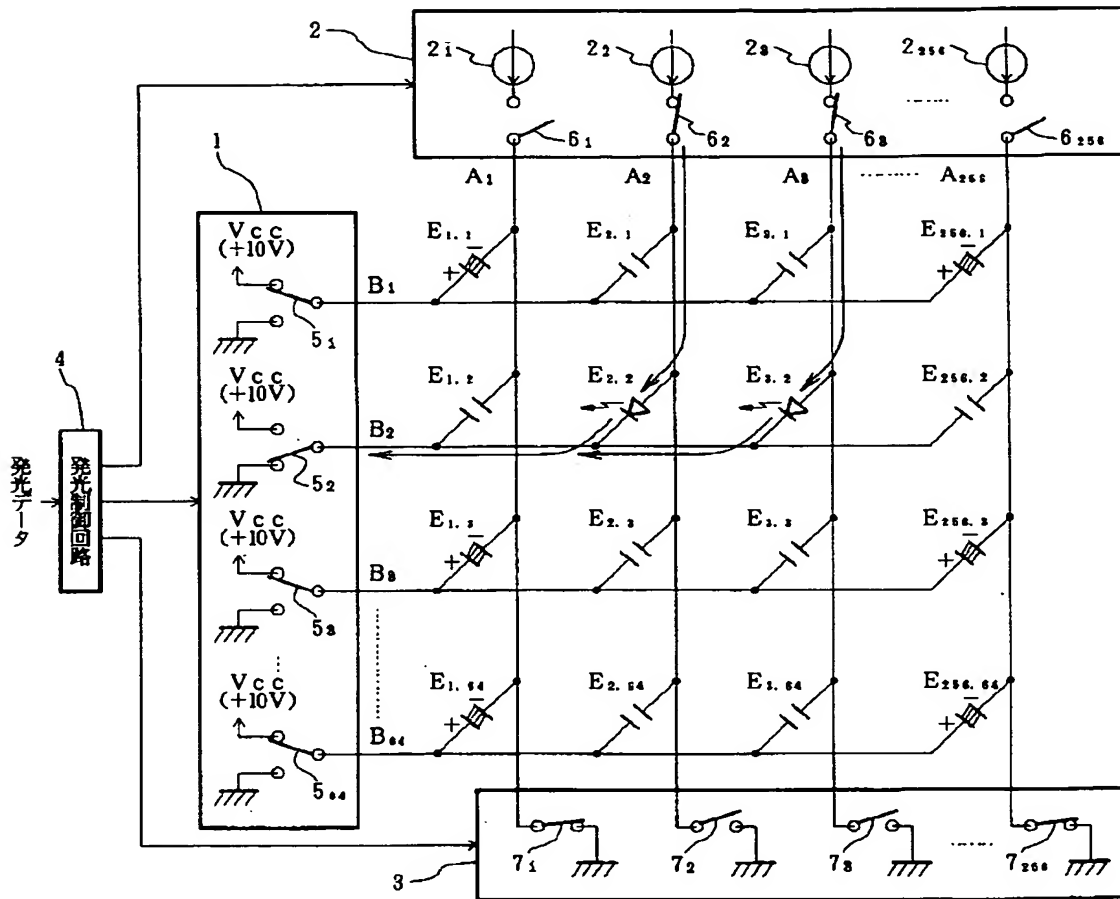 2
2₁
2₂
2₃
2₂₅₆
6₁
6₂
6₃
6₂₅₆
A₁
A₂
A₃
A₂₅₆
1
Vcc
(+10V)
B₁
5₁
E₁.₁
E₂.₁
E₃.₁
E₂₅₆.₁
+
−
+
−
4
発光データ
発光制御回路
Vcc
(+10V)
B₂
5₂
E₁.₂
E₂.₂
E₃.₂
E₂₅₆.₂
Vcc
(+10V)
B₃
5₃
E₁.₃
E₂.₃
E₃.₃
E₂₅₆.₃
+
−
+
−
Vcc
(+10V)
B₆₄
5₆₄
E₁.₆₄
E₂.₆₄
E₃.₆₄
E₂₅₆.₆₄
+
−
+
−
3
7₁
7₂
7₃
7₂₅₆